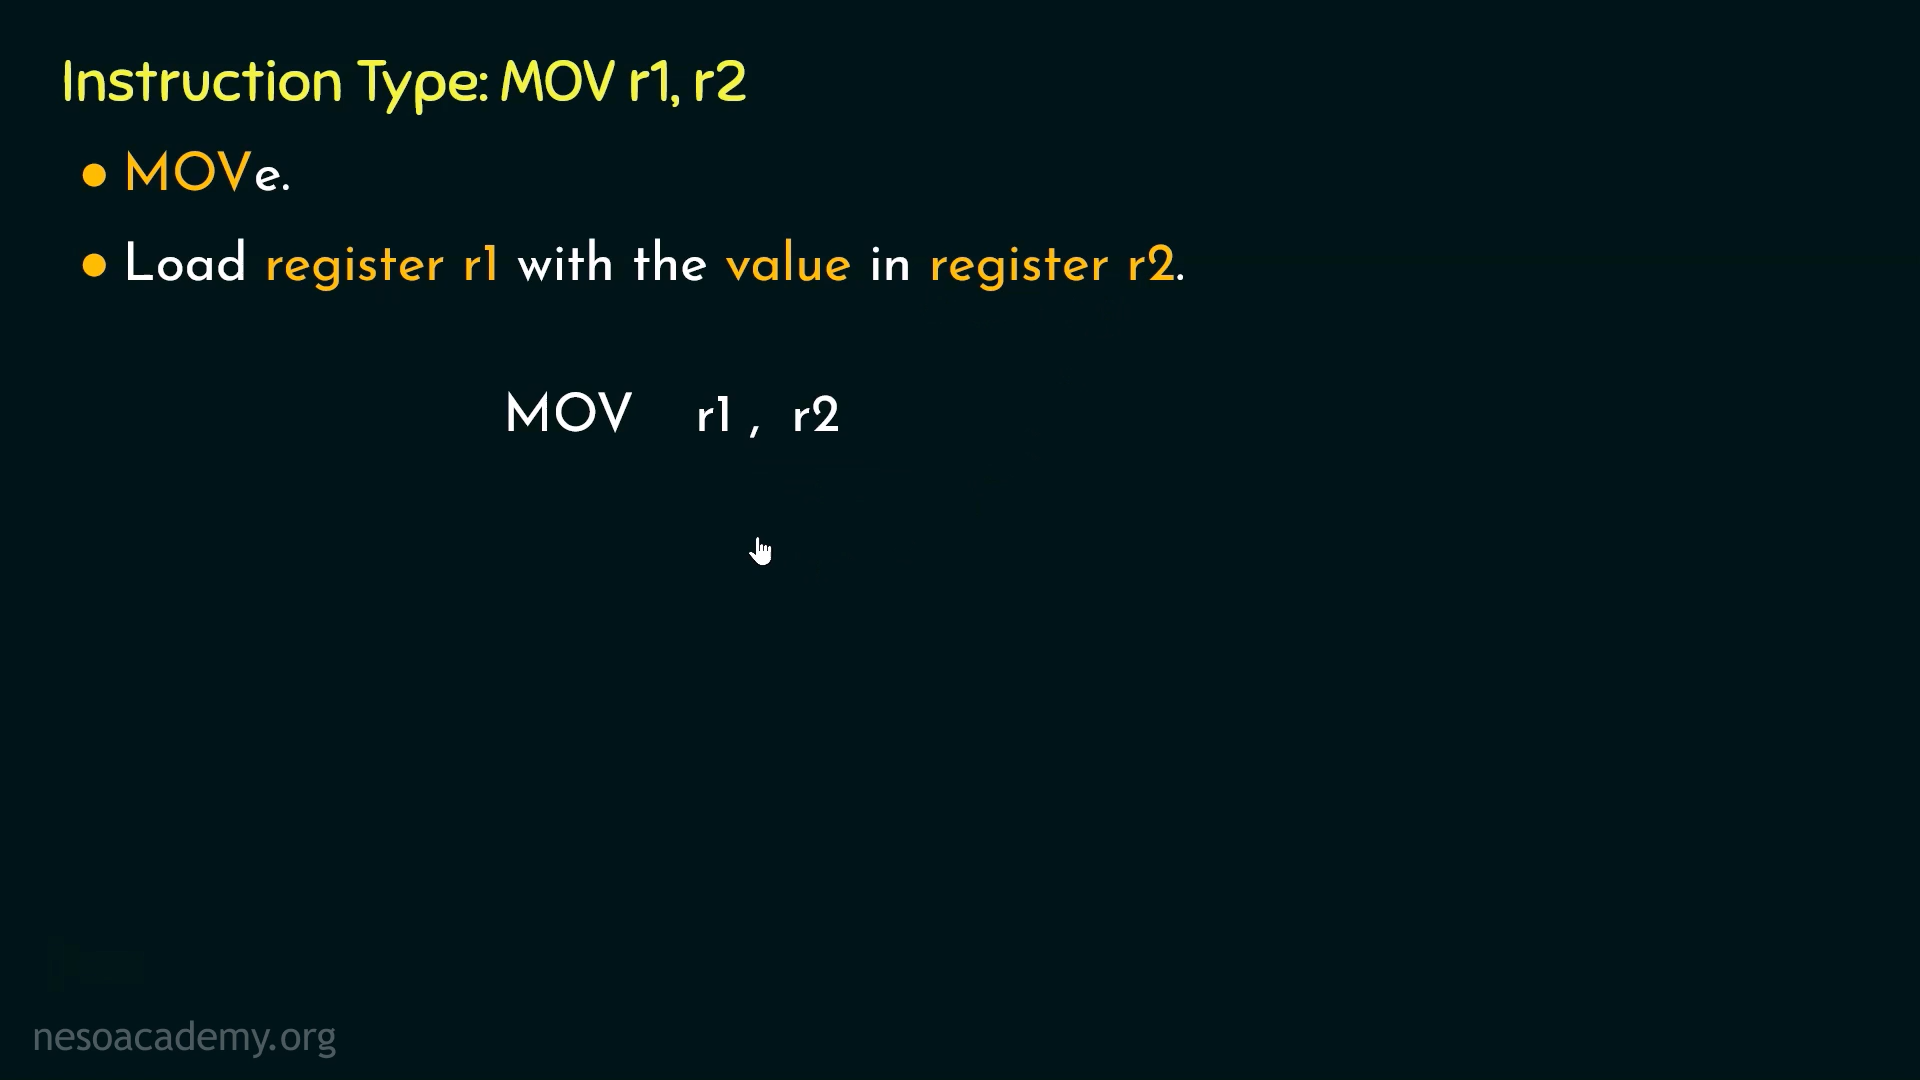 Instruction Type: MOV r1, r2
● MOVe.
● Load register r1 with the value in register r2.
MOV r1 , r2
nesoacademy.org